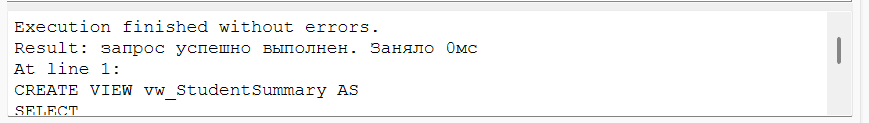 Execution finished without errors.
Result: запрос успешно выполнен. Заняло 0мс
At line 1:
CREATE VIEW vw_StudentSummary AS
SELECT